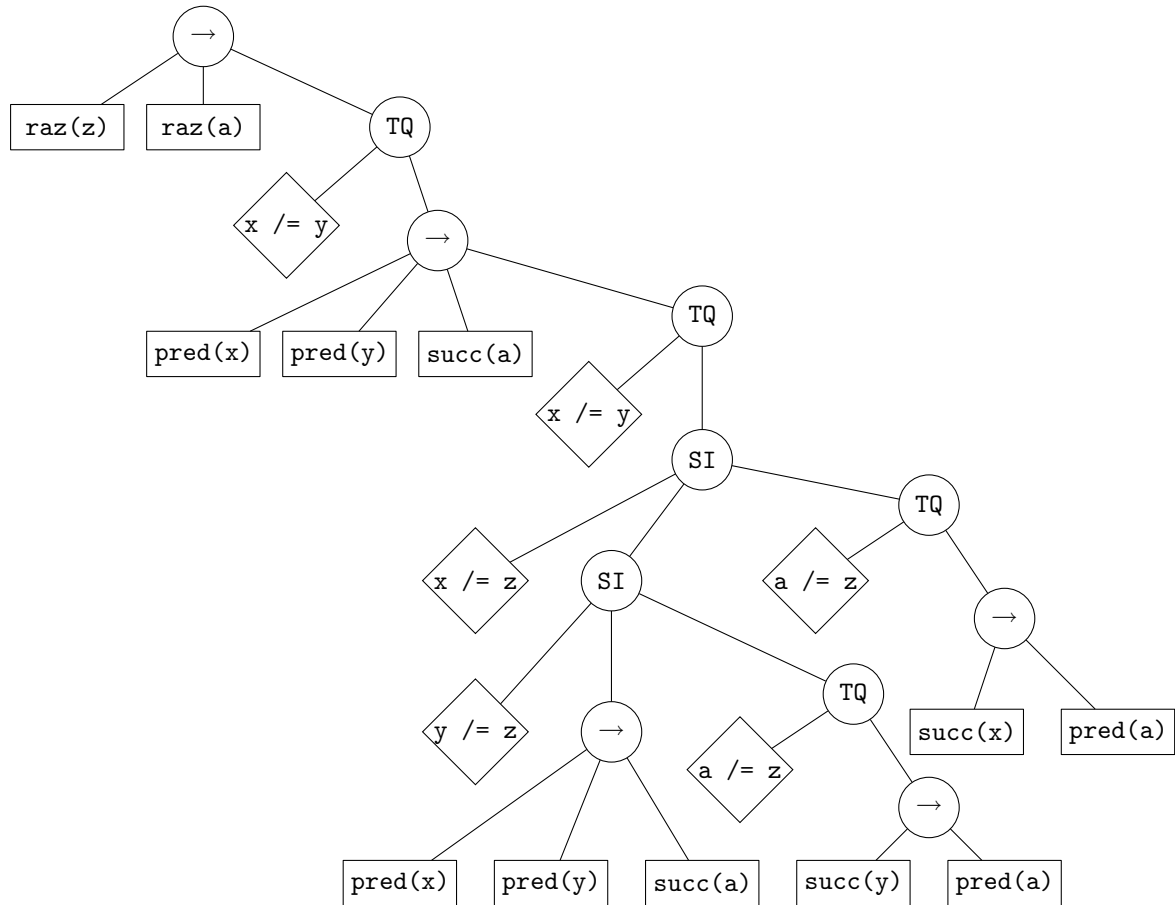 →
raz(z) raz(a) TQ
x /= y
→
pred(x) pred(y) succ(a) TQ
x /= y
SI
TQ
x /= z SI a /= z
→
y /= z → TQ succ(x) pred(a)
a /= z
→
pred(x) pred(y) succ(a) succ(y) pred(a)